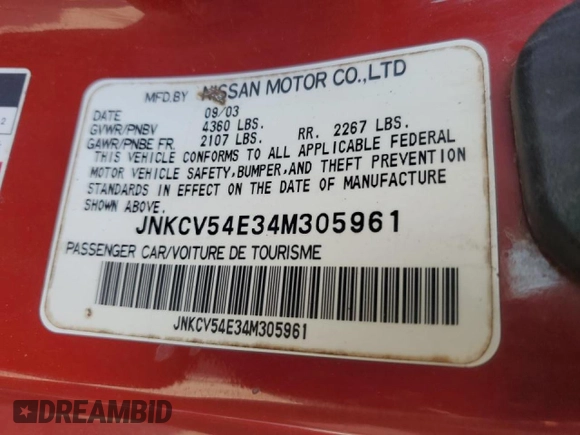 MFD.BY NISSAN MOTOR CO.,LTD
DATE 09/03
GVWR/PNBV 4360 LBS.
GAWR/PNBE FR. 2107 LBS. RR. 2267 LBS.
THIS VEHICLE CONFORMS TO ALL APPLICABLE FEDERAL
MOTOR VEHICLE SAFETY,BUMPER,AND THEFT PREVENTION
STANDARDS IN EFFECT ON THE DATE OF MANUFACTURE
SHOWN ABOVE.
JNKCV54E34M305961
PASSENGER CAR/VOITURE DE TOURISME
JNKCV54E34M305961
DREAMBID